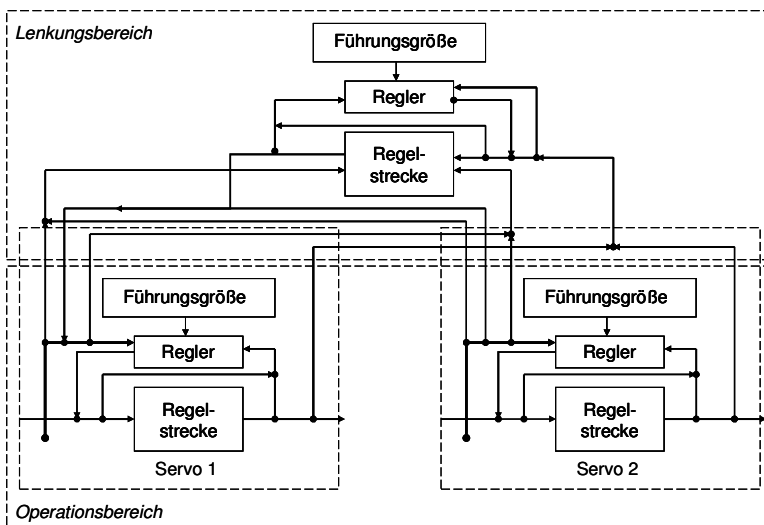 Lenkungsbereich
Führungsgröße
Regler
Regel-
strecke
Führungsgröße
Regler
Regel-
strecke
Servo 1
Führungsgröße
Regler
Regel-
strecke
Servo 2
Operationsbereich